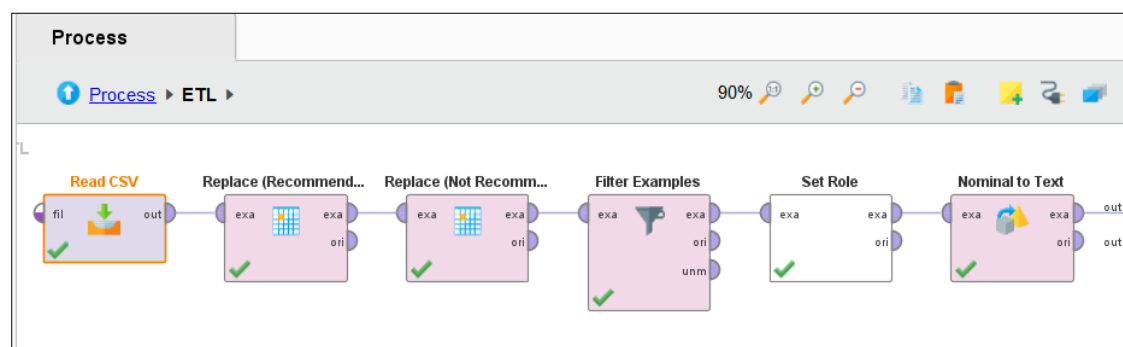 Process
Process ▸ ETL ▸
90%
Read CSV
Replace (Recommend...
Replace (Not Recomm...
Filter Examples
Set Role
Nominal to Text
fil out
exa exa
ori
exa exa
ori
exa exa
ori
unm
exa exa
ori
exa exa
ori
out
out